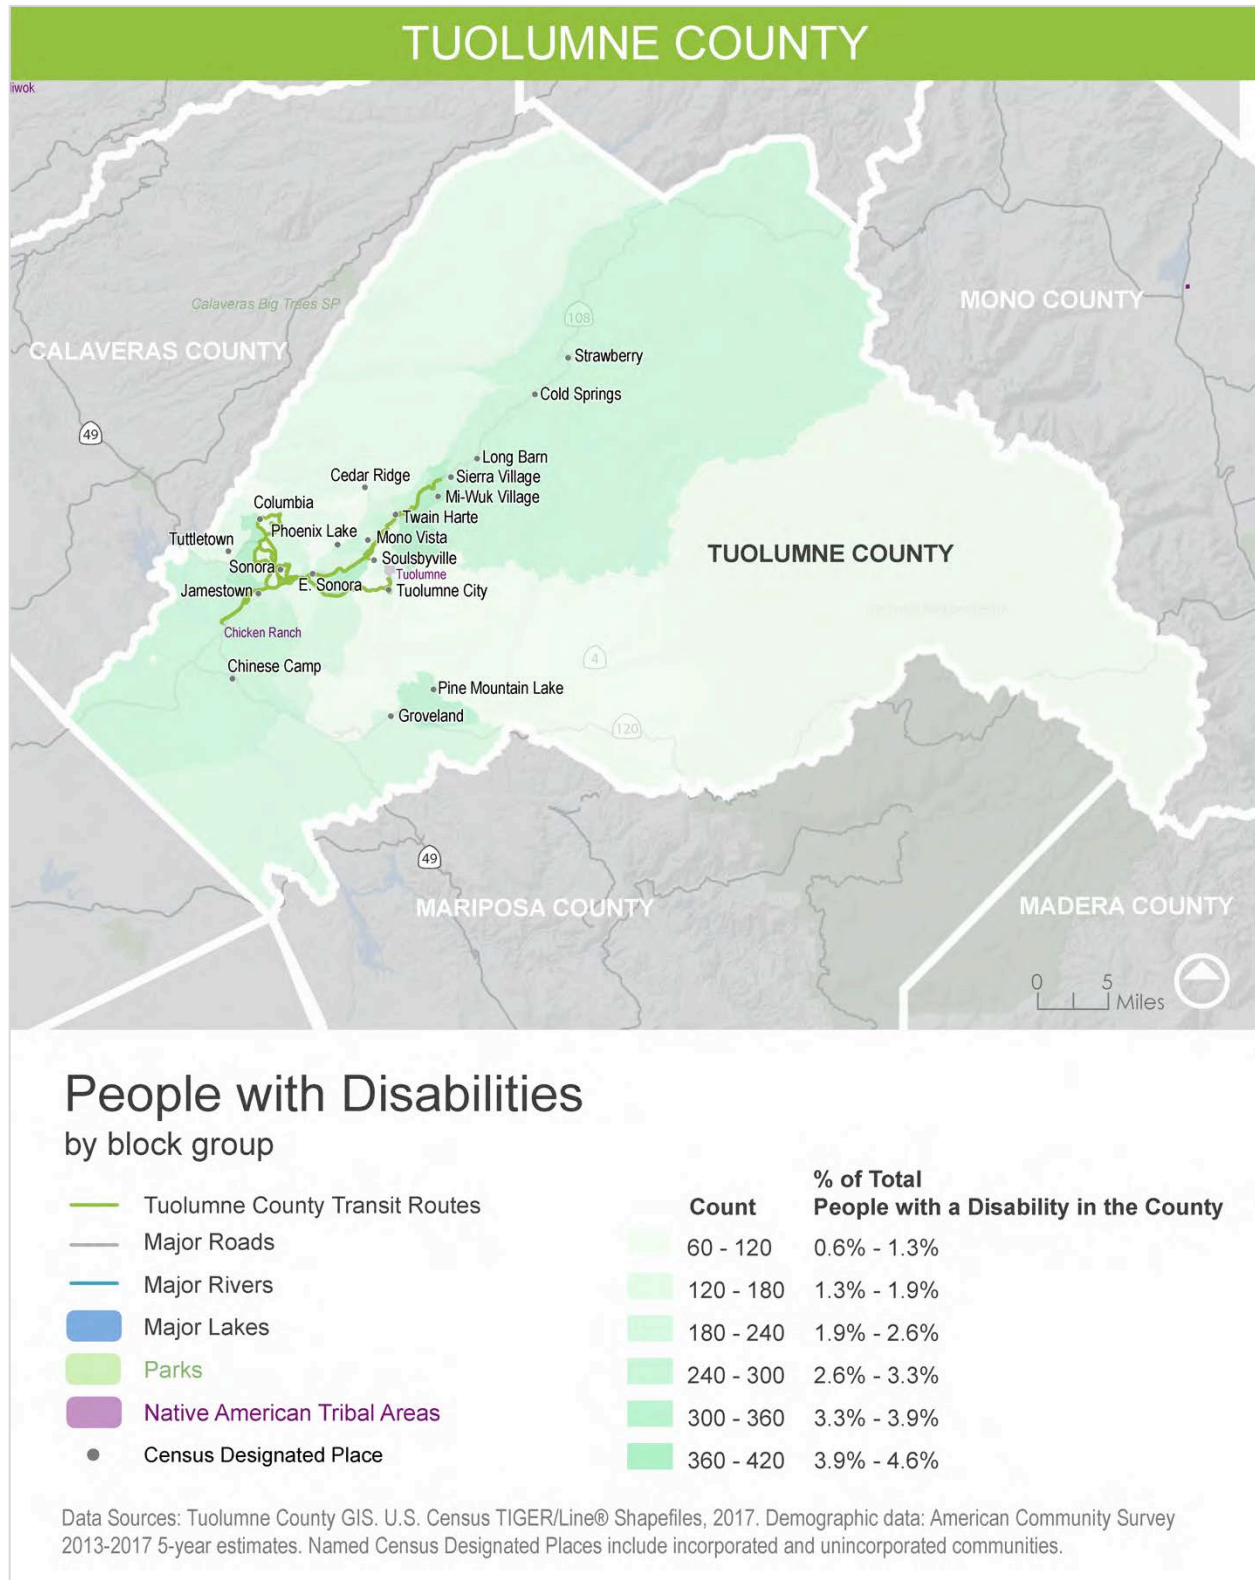 TUOLUMNE COUNTY
iwok
Calaveras Big Trees SP
MONO COUNTY
108
CALAVERAS COUNTY
Strawberry
Cold Springs
49
Long Barn
Cedar Ridge
Sierra Village
Mi-Wuk Village
Columbia
Twain Harte
Phoenix Lake
Mono Vista
Tuttletown
TUOLUMNE COUNTY
Soulsbyville
Sonora
Tuolumne
E. Sonora
Jamestown
Tuolumne City
Chicken Ranch
4
Chinese Camp
Pine Mountain Lake
Groveland
120
49
MARIPOSA COUNTY
MADERA COUNTY
0 5
Miles
People with Disabilities
by block group
Tuolumne County Transit Routes
Major Roads
Major Rivers
Major Lakes
Parks
Native American Tribal Areas
Census Designated Place
% of Total
Count People with a Disability in the County
60 - 120 0.6% - 1.3%
120 - 180 1.3% - 1.9%
180 - 240 1.9% - 2.6%
240 - 300 2.6% - 3.3%
300 - 360 3.3% - 3.9%
360 - 420 3.9% - 4.6%
Data Sources: Tuolumne County GIS. U.S. Census TIGER/Line® Shapefiles, 2017. Demographic data: American Community Survey
2013-2017 5-year estimates. Named Census Designated Places include incorporated and unincorporated communities.